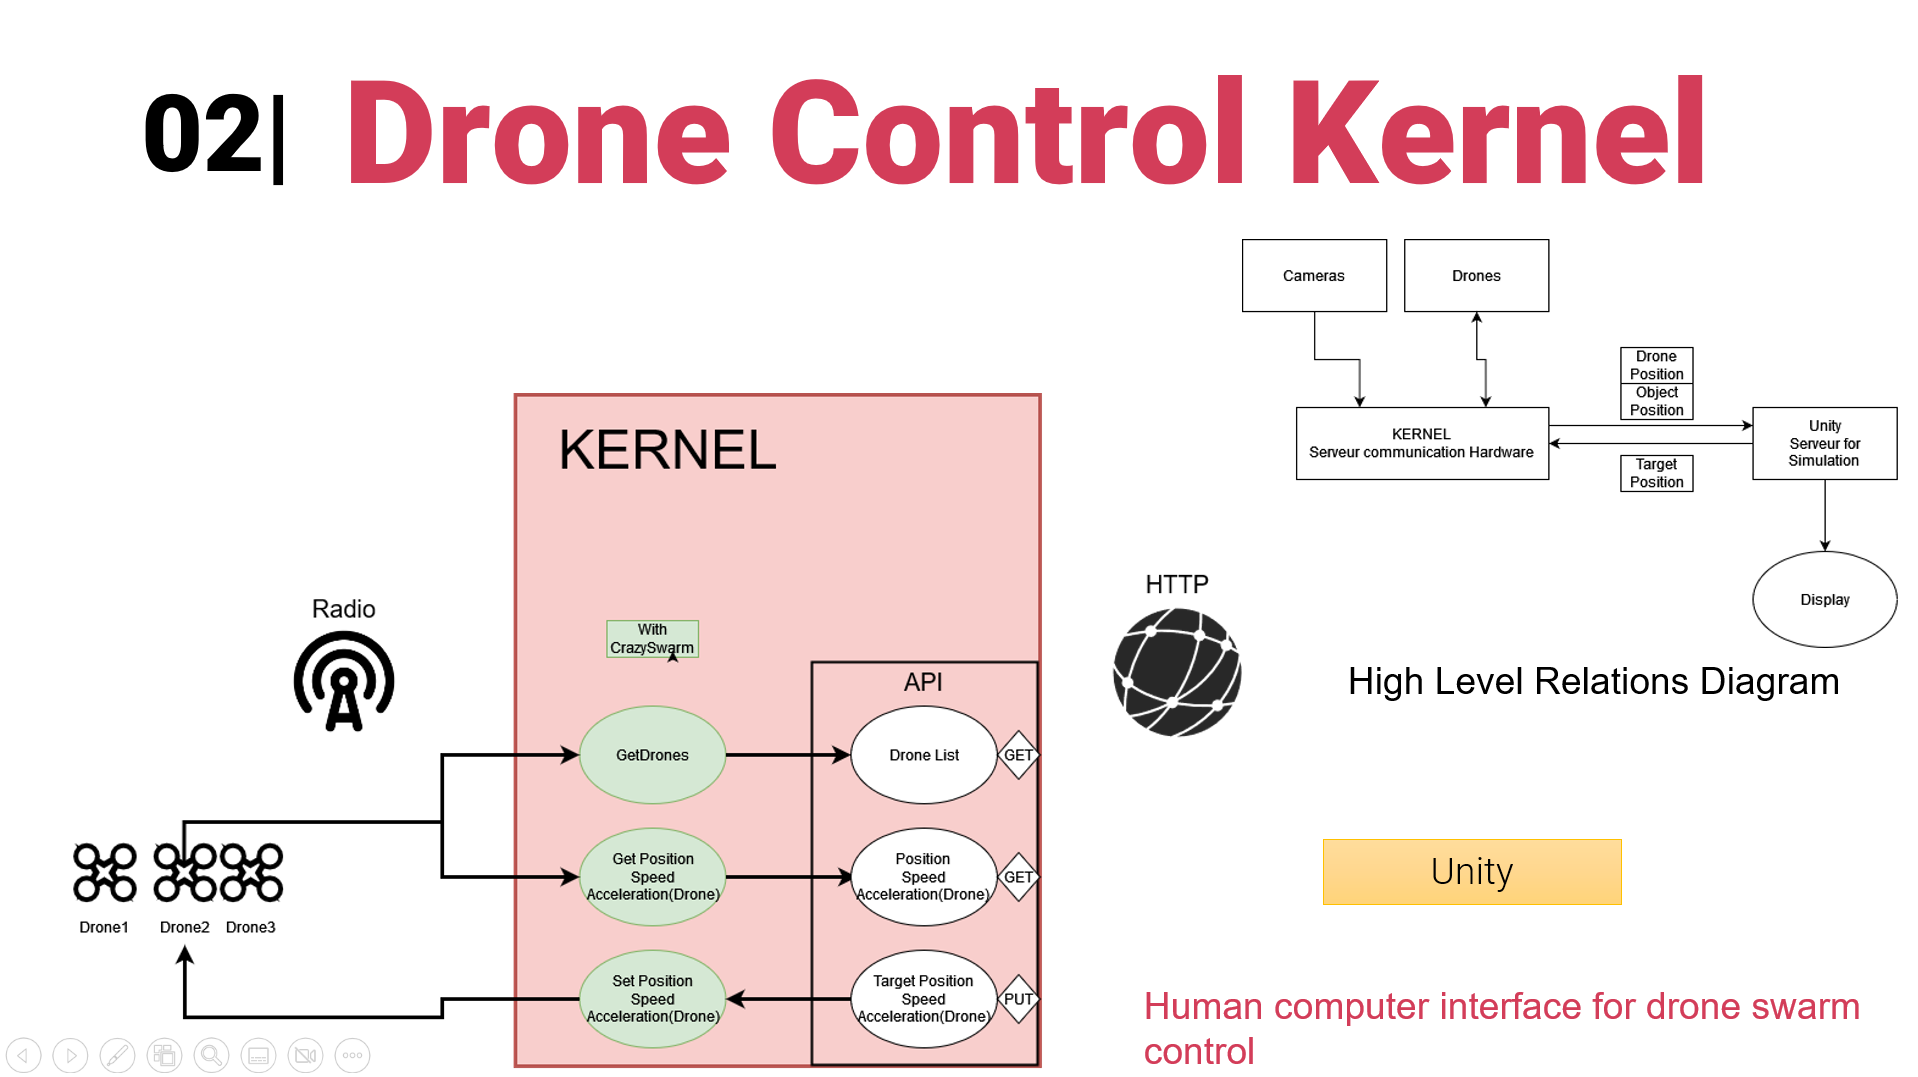 02| Drone Control Kernel
Cameras
Drones
Drone
Position
Object
Position
KERNEL
Serveur communication Hardware
Unity
Serveur for
Simulation
Target
Position
Display
High Level Relations Diagram
KERNEL
Radio
HTTP
With
CrazySwarm
API
GetDrones
Drone List
GET
Get Position
Speed
Acceleration(Drone)
Position
Speed
Acceleration(Drone)
GET
Drone1
Drone2
Drone3
Set Position
Speed
Acceleration(Drone)
Target Position
Speed
Acceleration(Drone)
PUT
Unity
Human computer interface for drone swarm
control